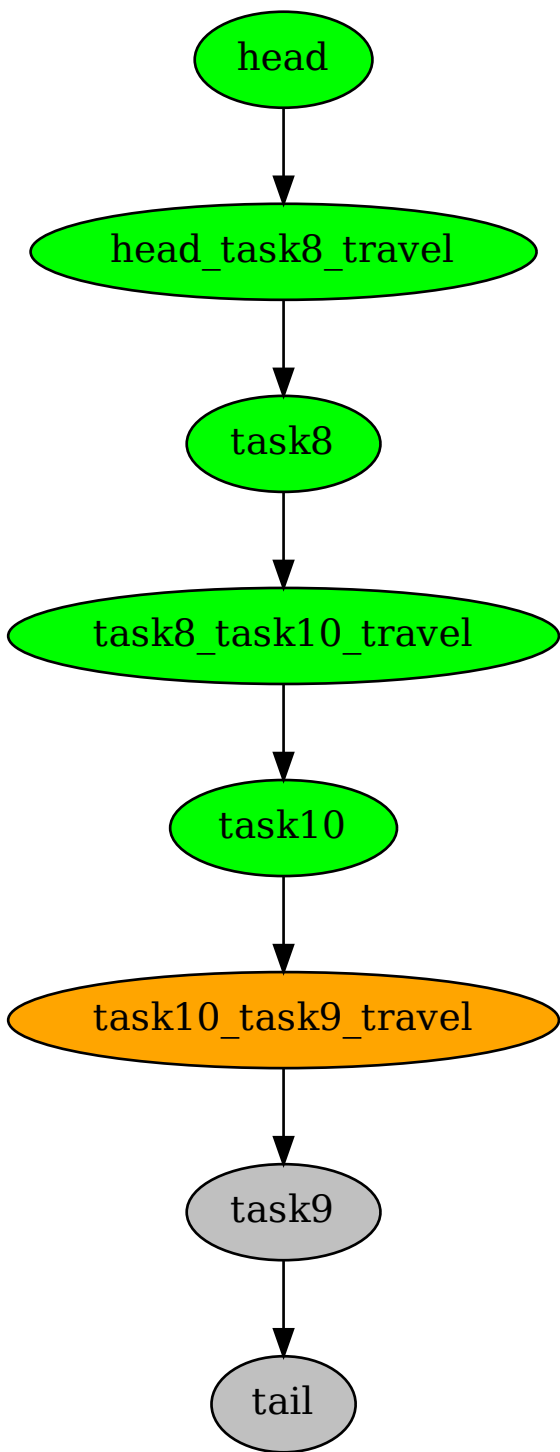 head
head_task8_travel
task8
task8_task10_travel
task10
task10_task9_travel
task9
tail